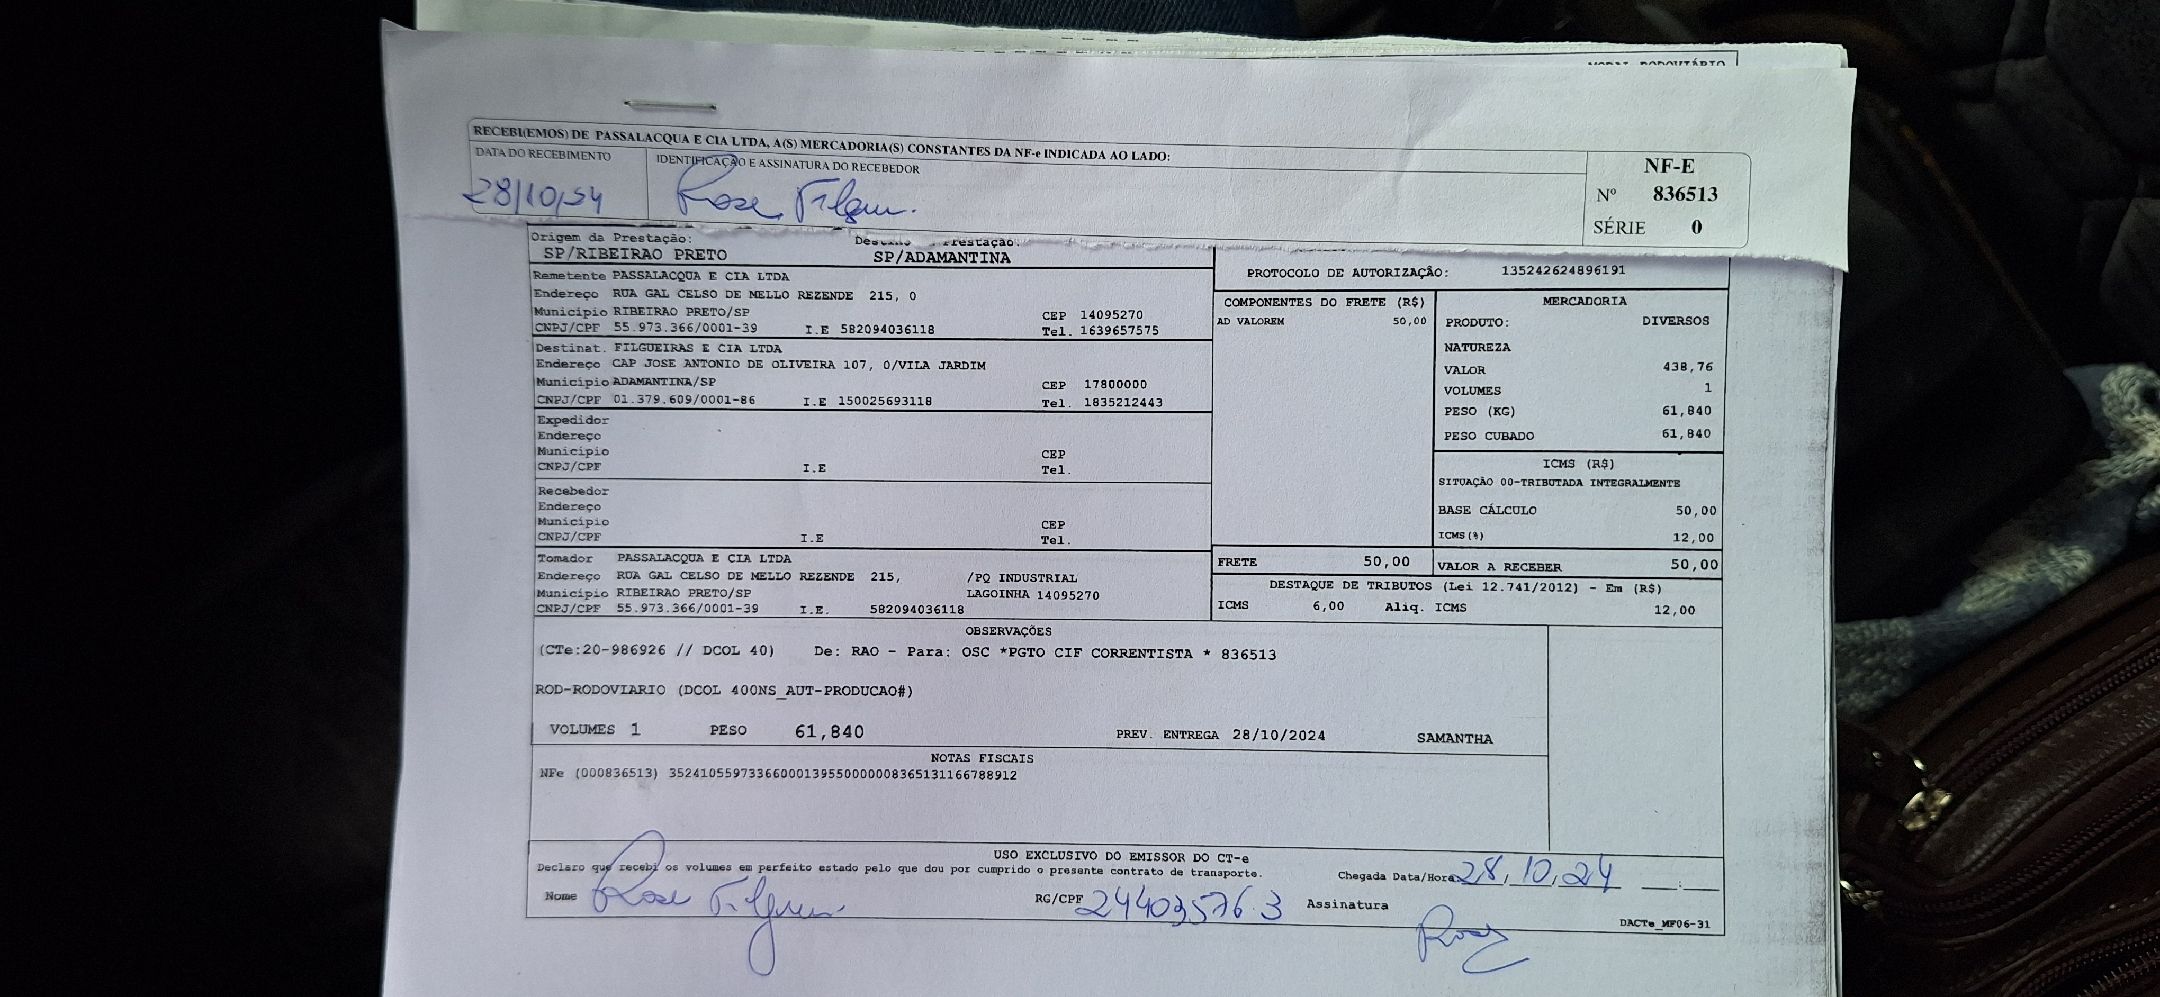 RECEBI(EMOS) DE PASSALACQUA E CIA LTDA, A(S) MERCADORIA(S) CONSTANTES DA NF-e INDICADA AO LADO:
DATA DO RECEBIMENTO
28/10/24
IDENTIFICAÇÃO E ASSINATURA DO RECEBEDOR
Rose
NF-E
Nº 836513
SÉRIE 0
Origem da Prestação:
SP/RIBEIRAO PRETO
SP/ADAMANTINA
Remetente PASSALACQUA E CIA LTDA
Endereço RUA GAL CELSO DE MELLO REZENDE 215, 0
Município RIBEIRAO PRETO/SP CEP 14095270
CNPJ/CPF 55.973.366/0001-39 I.E 582094036118 Tel. 1639657575
Destinat. FILGUEIRAS E CIA LTDA
Endereço CAP JOSE ANTONIO DE OLIVEIRA 107, 0/VILA JARDIM
Município ADAMANTINA/SP CEP 17800000
CNPJ/CPF 01.379.609/0001-86 I.E 150025693118 Tel. 1835212443
Expedidor
Endereço
Município CEP
CNPJ/CPF I.E Tel.
Recebedor
Endereço
Município CEP
CNPJ/CPF I.E Tel.
Tomador PASSALACQUA E CIA LTDA
Endereço RUA GAL CELSO DE MELLO REZENDE 215, /PQ INDUSTRIAL
Município RIBEIRAO PRETO/SP LAGOINHA 14095270
CNPJ/CPF 55.973.366/0001-39 I.E. 582094036118
PROTOCOLO DE AUTORIZAÇÃO: 135242624896191
COMPONENTES DO FRETE (R$)
AD VALOREM 50,00
MERCADORIA
PRODUTO: DIVERSOS
NATUREZA
VALOR 438,76
VOLUMES 1
PESO (KG) 61,840
PESO CUBADO 61,840
ICMS (R$)
SITUAÇÃO 00-TRIBUTADA INTEGRALMENTE
BASE CÁLCULO 50,00
ICMS(%) 12,00
FRETE 50,00
VALOR A RECEBER 50,00
DESTAQUE DE TRIBUTOS (Lei 12.741/2012) - Em (R$)
ICMS 6,00 Aliq. ICMS 12,00
OBSERVAÇÕES
(CTe:20-986926 // DCOL 40) De: RAO - Para: OSC *PGTO CIF CORRENTISTA * 836513
ROD-RODOVIARIO (DCOL 400NS_AUT-PRODUCAO#)
VOLUMES 1 PESO 61,840 PREV. ENTREGA 28/10/2024 SAMANTHA
NOTAS FISCAIS
NFe (000836513) 35241055973366000139550000008365131166788912
USO EXCLUSIVO DO EMISSOR DO CT-e
Declaro que recebi os volumes em perfeito estado pelo que dou por cumprido o presente contrato de transporte.
Chegada Data/Hora 28,10,24 __:__
Nome Rose RG/CPF 244035763 Assinatura Rose
DACTe_MF06-31